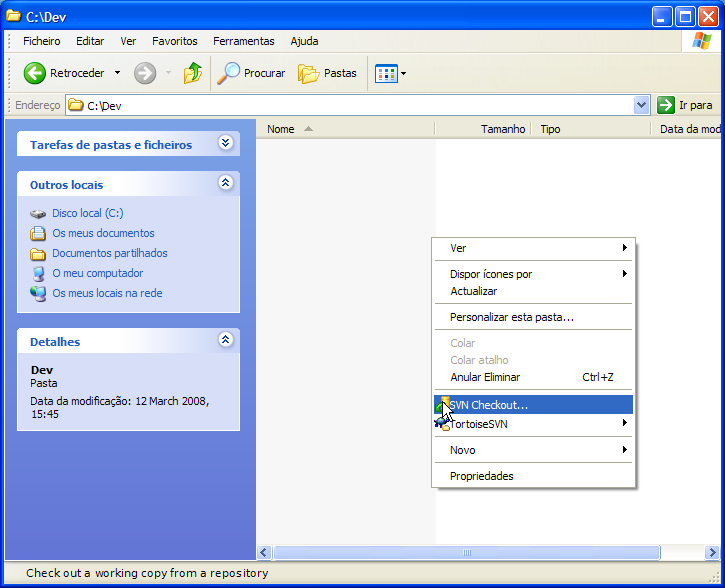 C:\Dev
Ficheiro Editar Ver Favoritos Ferramentas Ajuda
Retroceder Procurar Pastas
Endereço C:\Dev Ir para
Nome Tamanho Tipo Data da mod
Tarefas de pastas e ficheiros
Outros locais
Disco local (C:)
Os meus documentos
Documentos partilhados
O meu computador
Os meus locais na rede
Detalhes
Dev
Pasta
Data da modificação: 12 March 2008,
15:45
Ver
Dispor ícones por
Actualizar
Personalizar esta pasta...
Colar
Colar atalho
Anular Eliminar Ctrl+Z
SVN Checkout...
TortoiseSVN
Novo
Propriedades
Check out a working copy from a repository